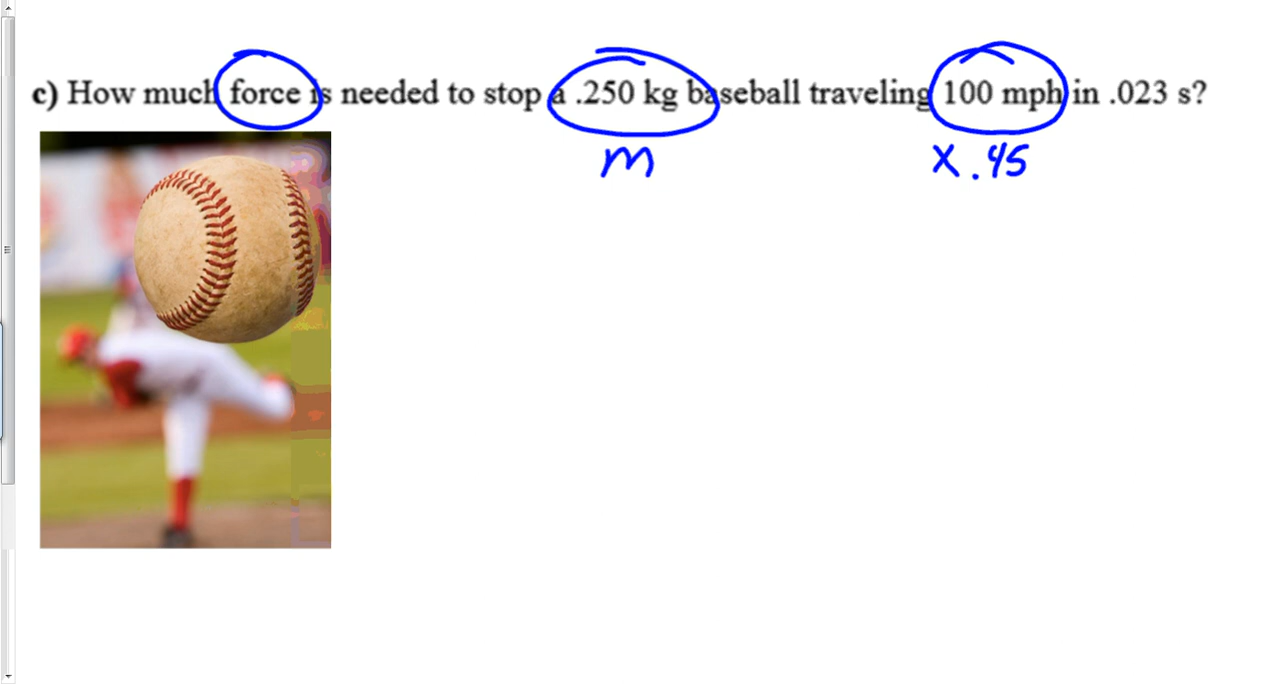 c) How much force is needed to stop a .250 kg baseball traveling 100 mph in .023 s?
m x .45